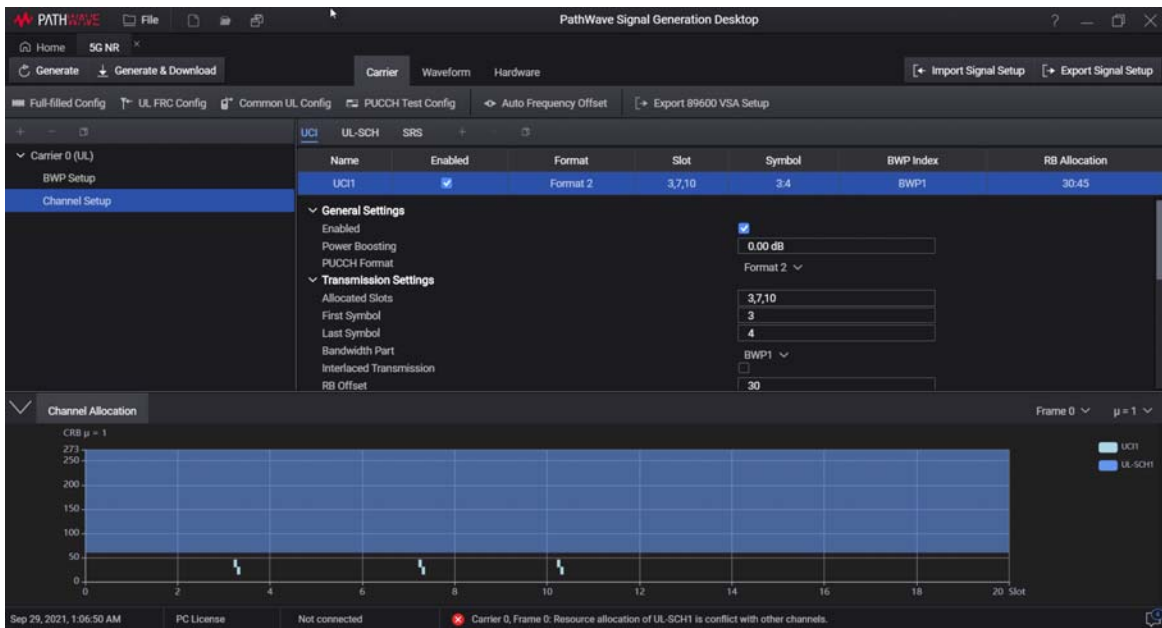 PATHWAVE File PathWave Signal Generation Desktop ?
Home 5G NR ×
Generate Generate & Download Carrier Waveform Hardware Import Signal Setup Export Signal Setup
Full-filled Config UL FRC Config Common UL Config PUCCH Test Config Auto Frequency Offset Export 89600 VSA Setup
UCI UL-SCH SRS
Carrier 0 (UL)
BWP Setup
Channel Setup
Name Enabled Format Slot Symbol BWP Index RB Allocation
UCI1 Format 2 3,7,10 3:4 BWP1 30:45
General Settings
Enabled
Power Boosting 0.00 dB
PUCCH Format Format 2
Transmission Settings
Allocated Slots 3,7,10
First Symbol 3
Last Symbol 4
Bandwidth Part BWP1
Interlaced Transmission
RB Offset 30
Channel Allocation Frame 0 μ = 1
CRB μ = 1
273
250
200
150
100
50
0
0 2 4 6 8 10 12 14 16 18 20 Slot
UCI1
UL-SCH1
Sep 29, 2021, 1:06:50 AM PC License Not connected Carrier 0, Frame 0: Resource allocation of UL-SCH1 is conflict with other channels.